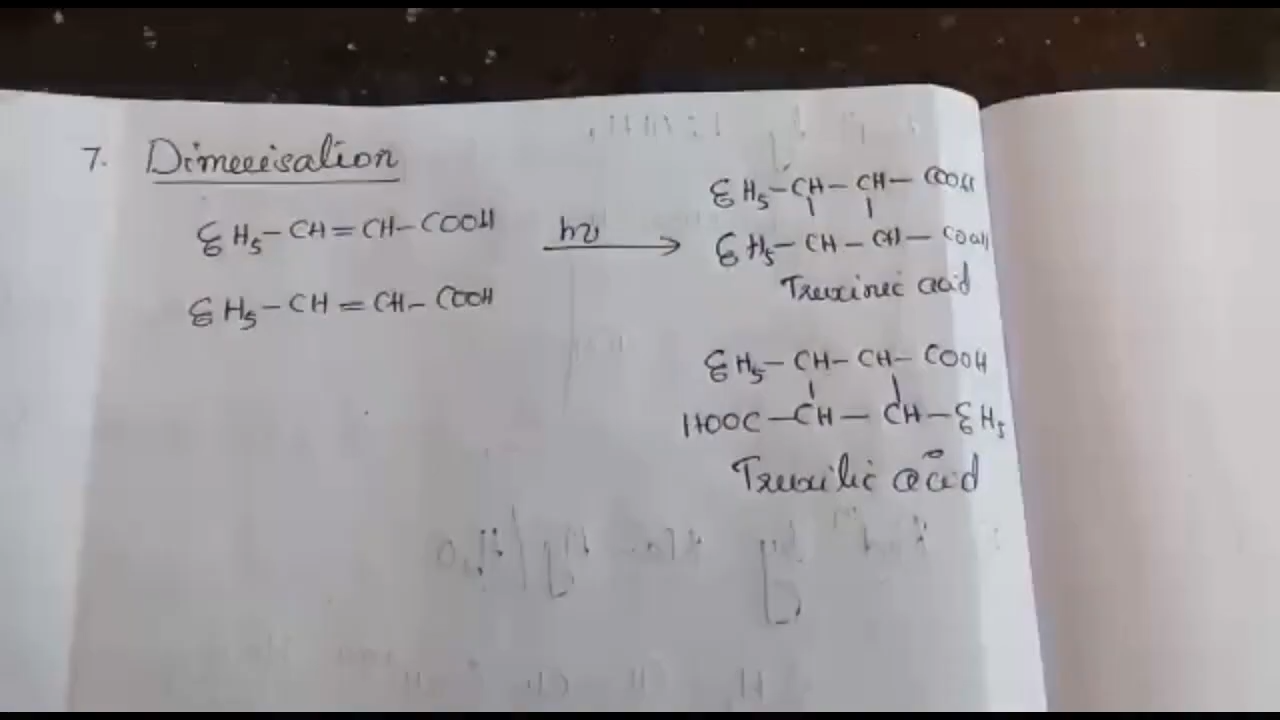 7. Dimerisation
C6H5–CH=CH–COOH
C6H5–CH=CH–COOH
hν
C6H5–CH–CH–COOH
C6H5–CH–CH–COOH
Truxinic acid
C6H5–CH–CH–COOH
HOOC–CH–CH–C6H5
Truxilic acid